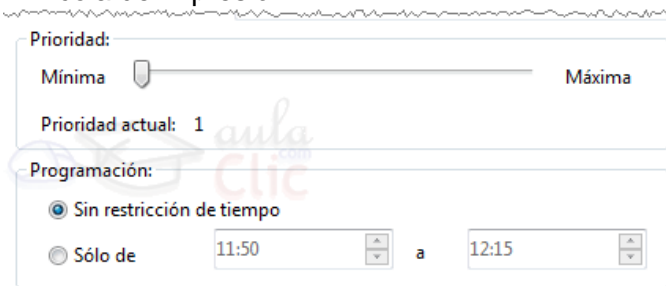 Prioridad:
Mínima Máxima
Prioridad actual: 1
aula
Clic
.com
Programación:
Sin restricción de tiempo
Sólo de 11:50 a 12:15